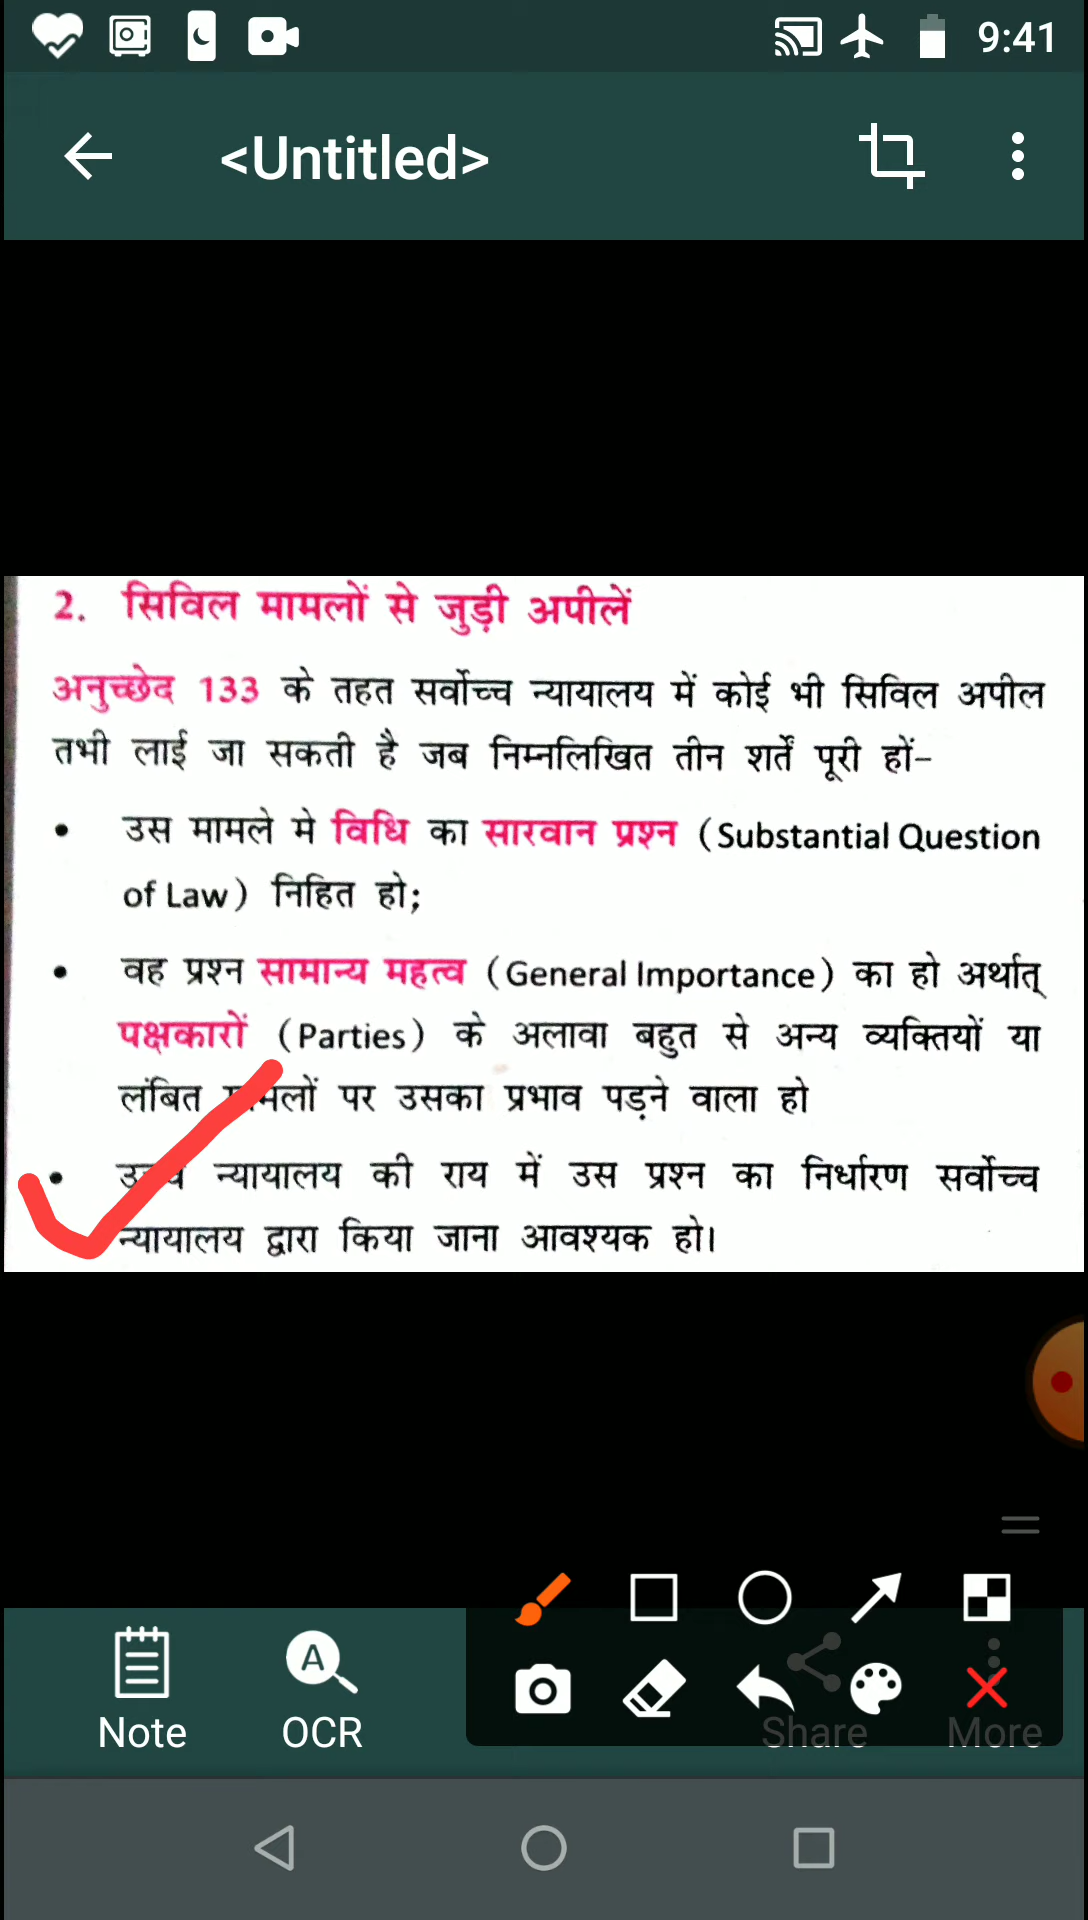 9:41
<Untitled>
2. सिविल मामलों से जुड़ी अपीलें
अनुच्छेद 133 के तहत सर्वोच्च न्यायालय में कोई भी सिविल अपील
तभी लाई जा सकती है जब निम्नलिखित तीन शर्तें पूरी हों–
• उस मामले मे विधि का सारवान प्रश्न (Substantial Question
of Law) निहित हो;
• वह प्रश्न सामान्य महत्व (General Importance) का हो अर्थात्
पक्षकारों (Parties) के अलावा बहुत से अन्य व्यक्तियों या
लंबित मामलों पर उसका प्रभाव पड़ने वाला हो
• उच्च न्यायालय की राय में उस प्रश्न का निर्धारण सर्वोच्च
न्यायालय द्वारा किया जाना आवश्यक हो।
A
Note OCR Share More